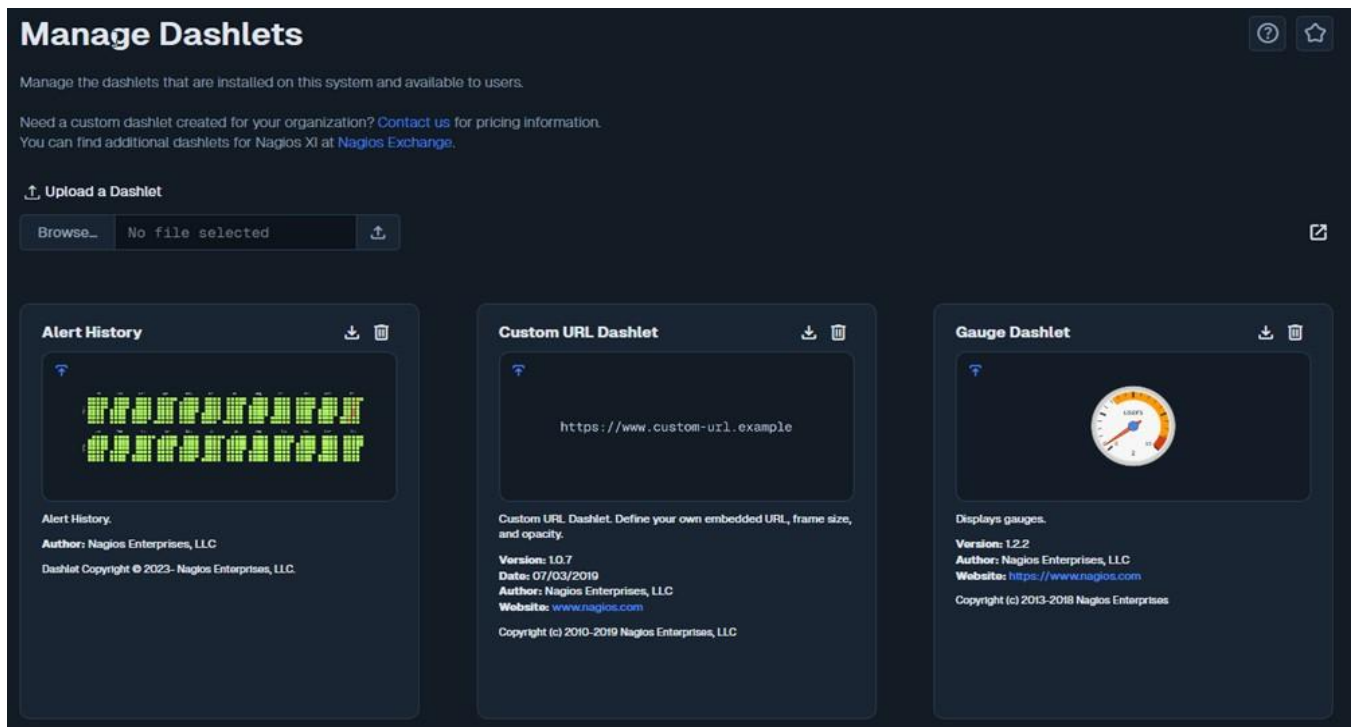 Manage Dashlets
Manage the dashlets that are installed on this system and available to users.
Need a custom dashlet created for your organization? Contact us for pricing information.
You can find additional dashlets for Nagios XI at Nagios Exchange.
Upload a Dashlet
Browse... No file selected
Alert History
Alert History.
Author: Nagios Enterprises, LLC
Dashlet Copyright © 2023- Nagios Enterprises, LLC.
Custom URL Dashlet
https://www.custom-url.example
Custom URL Dashlet. Define your own embedded URL, frame size,
and opacity.
Version: 1.0.7
Date: 07/03/2019
Author: Nagios Enterprises, LLC
Website: www.nagios.com
Copyright (c) 2010-2019 Nagios Enterprises, LLC
Gauge Dashlet
USERS
Displays gauges.
Version: 1.2.2
Author: Nagios Enterprises, LLC
Website: https://www.nagios.com
Copyright (c) 2013-2018 Nagios Enterprises